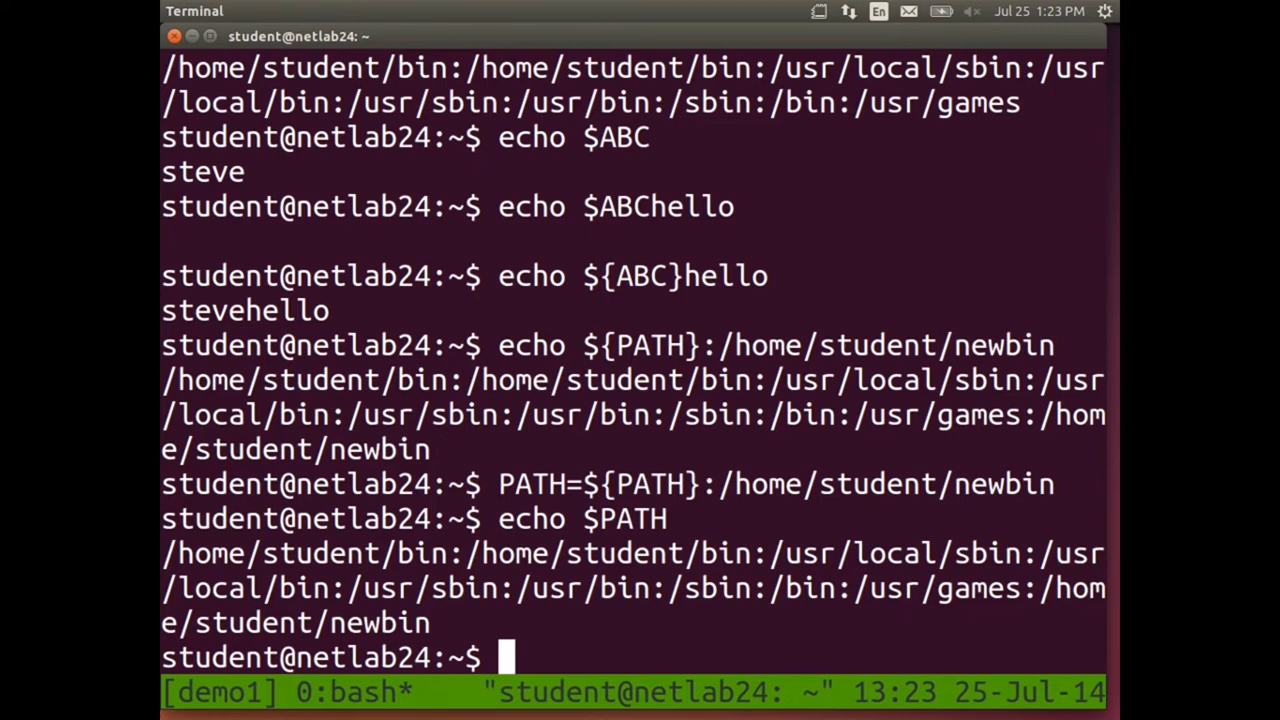 Terminal
En
Jul 25 1:23 PM
student@netlab24: ~
/home/student/bin:/home/student/bin:/usr/local/sbin:/usr
/local/bin:/usr/sbin:/usr/bin:/sbin:/bin:/usr/games
student@netlab24:~$ echo $ABC
steve
student@netlab24:~$ echo $ABChello
student@netlab24:~$ echo ${ABC}hello
stevehello
student@netlab24:~$ echo ${PATH}:/home/student/newbin
/home/student/bin:/home/student/bin:/usr/local/sbin:/usr
/local/bin:/usr/sbin:/usr/bin:/sbin:/bin:/usr/games:/hom
e/student/newbin
student@netlab24:~$ PATH=${PATH}:/home/student/newbin
student@netlab24:~$ echo $PATH
/home/student/bin:/home/student/bin:/usr/local/sbin:/usr
/local/bin:/usr/sbin:/usr/bin:/sbin:/bin:/usr/games:/hom
e/student/newbin
student@netlab24:~$
[demo1] 0:bash* "student@netlab24: ~" 13:23 25-Jul-14